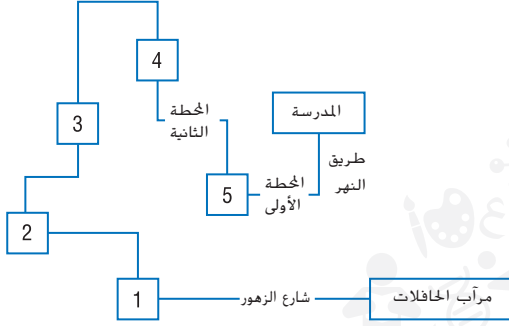 4
المحطة
الثانية
المدرسة
3
طريق
النهر
المحطة
الأولى
5
2
مرآب الحافلات
شارع الزهور
1